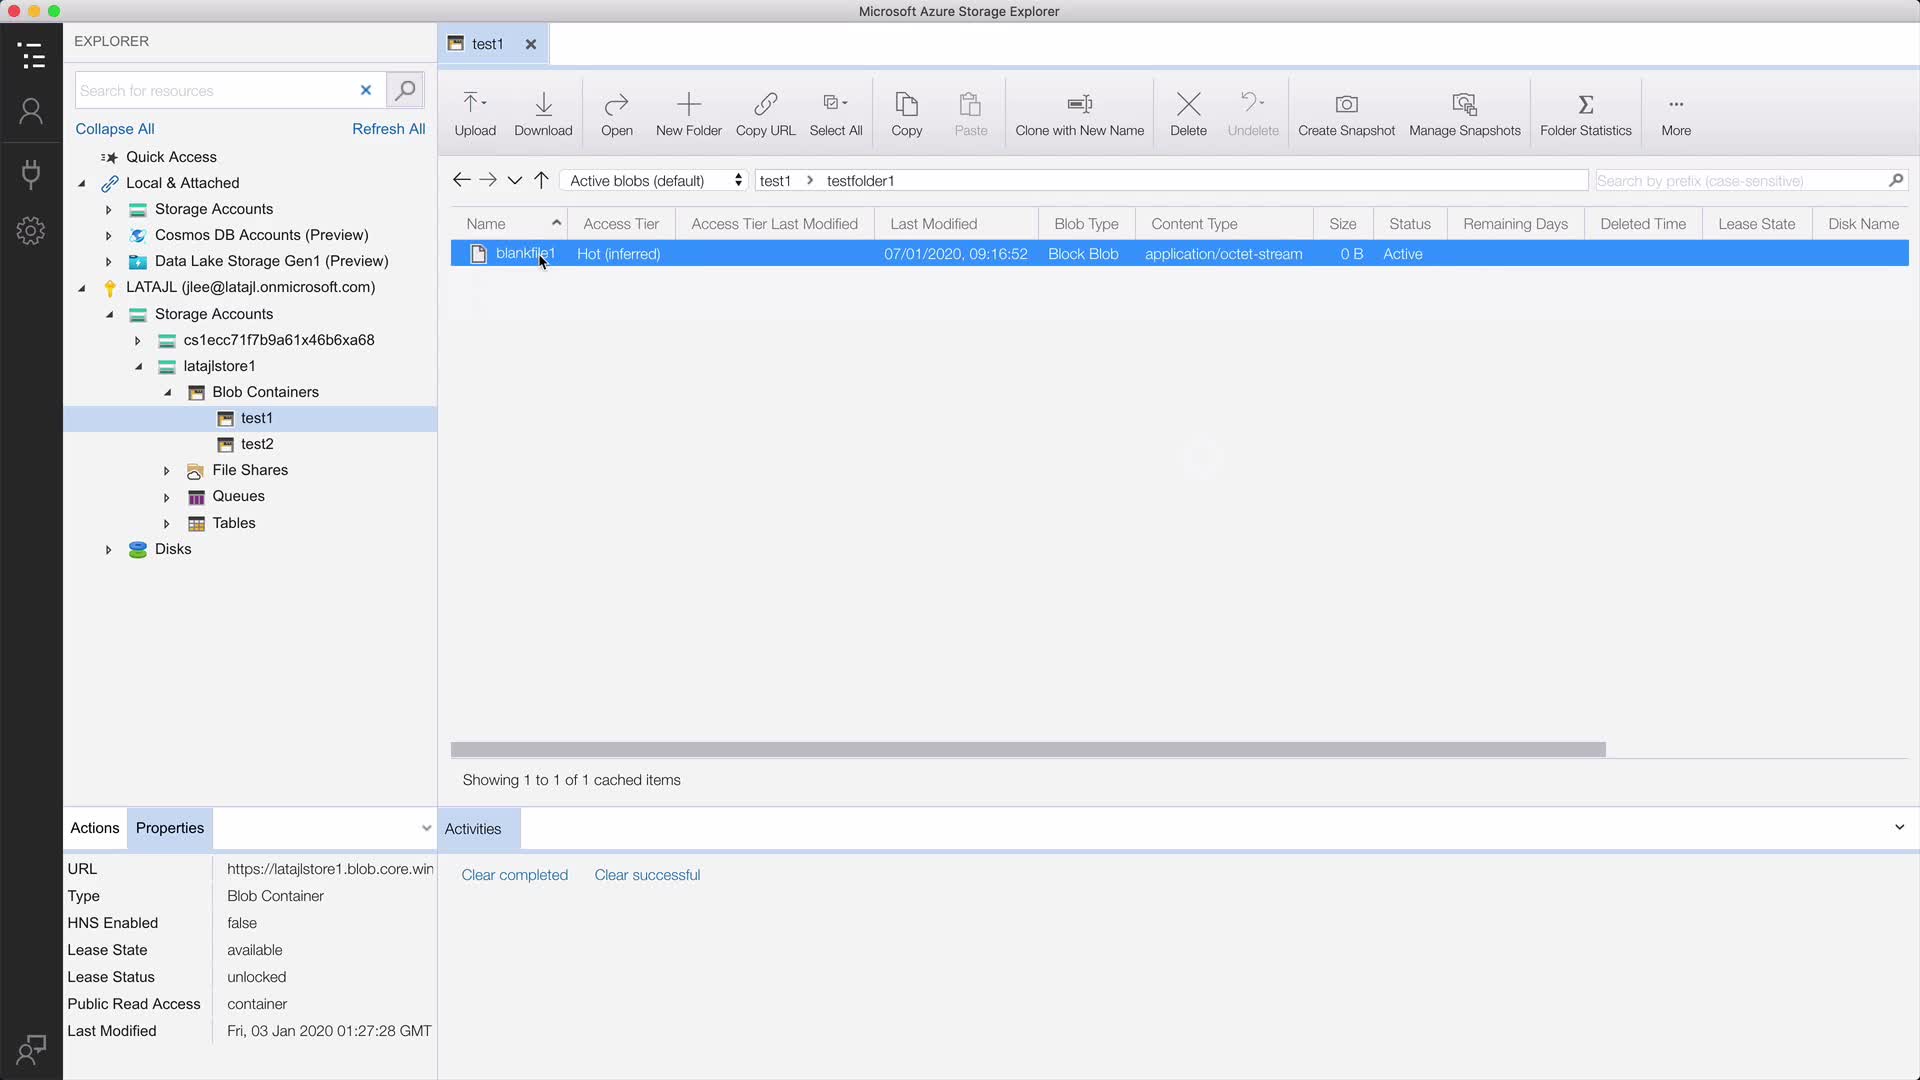 Microsoft Azure Storage Explorer
EXPLORER
Search for resources
Collapse All
Refresh All
Quick Access
Local & Attached
Storage Accounts
Cosmos DB Accounts (Preview)
Data Lake Storage Gen1 (Preview)
LATAJL (jlee@latajl.onmicrosoft.com)
Storage Accounts
cs1ecc71f7b9a61x46b6xa68
latajlstore1
Blob Containers
test1
test2
File Shares
Queues
Tables
Disks
test1
Upload Download Open New Folder Copy URL Select All Copy Paste Clone with New Name Delete Undelete Create Snapshot Manage Snapshots Folder Statistics More
Active blobs (default) test1 testfolder1 Search by prefix (case-sensitive)
Name Access Tier Access Tier Last Modified Last Modified Blob Type Content Type Size Status Remaining Days Deleted Time Lease State Disk Name
blankfile1 Hot (inferred) 07/01/2020, 09:16:52 Block Blob application/octet-stream 0 B Active
Showing 1 to 1 of 1 cached items
Actions Properties
URL https://latajlstore1.blob.core.win
Type Blob Container
HNS Enabled false
Lease State available
Lease Status unlocked
Public Read Access container
Last Modified Fri, 03 Jan 2020 01:27:28 GMT
Activities
Clear completed Clear successful